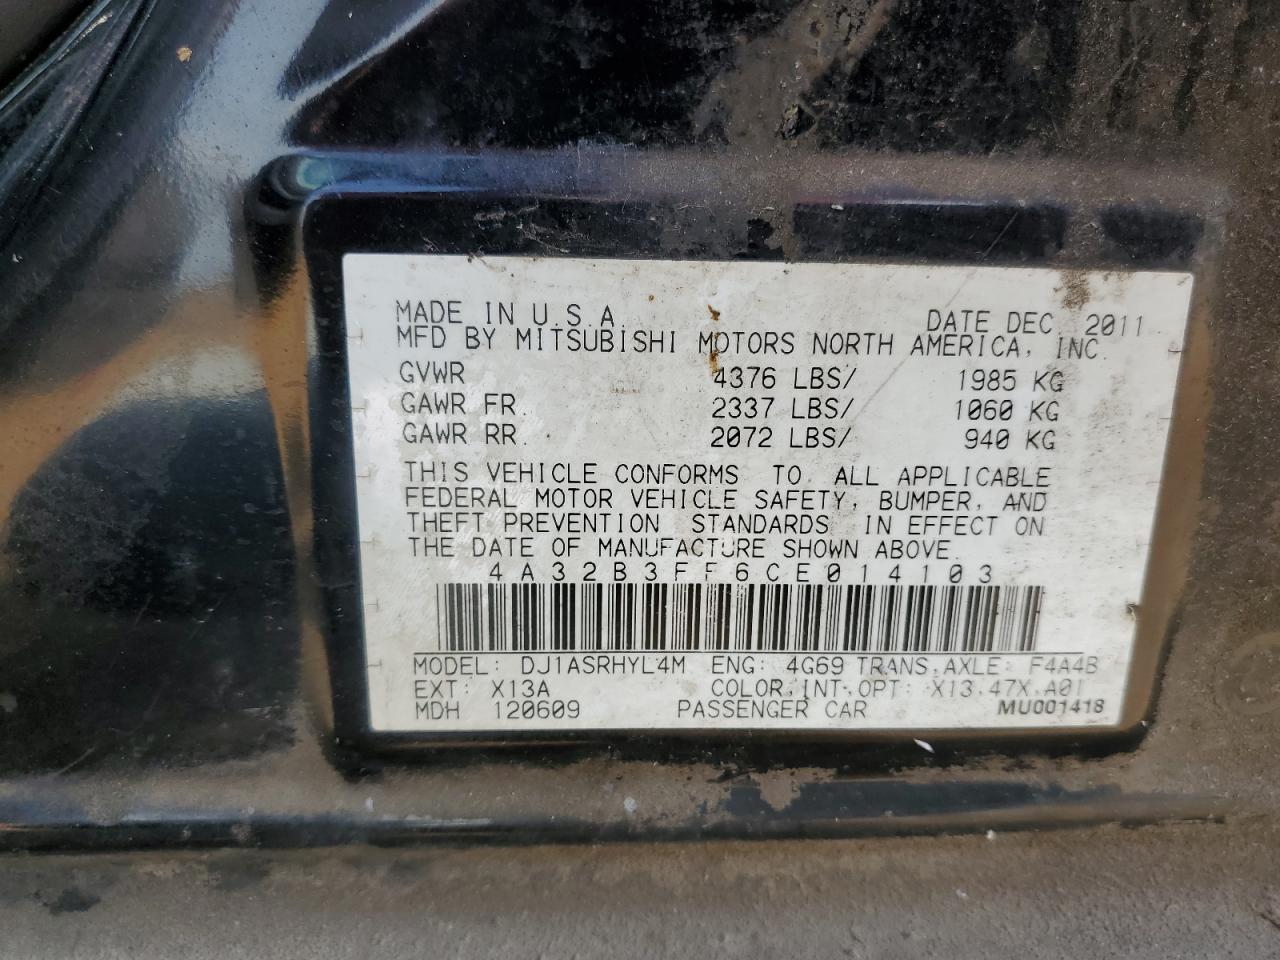 MADE IN U.S.A. DATE DEC. 2011
MFD BY MITSUBISHI MOTORS NORTH AMERICA, INC.
GVWR 4376 LBS/ 1985 KG
GAWR FR. 2337 LBS/ 1060 KG
GAWR RR. 2072 LBS/ 940 KG
THIS VEHICLE CONFORMS TO ALL APPLICABLE
FEDERAL MOTOR VEHICLE SAFETY, BUMPER, AND
THEFT PREVENTION STANDARDS IN EFFECT ON
THE DATE OF MANUFACTURE SHOWN ABOVE.
4A32B3FF6CE014103
MODEL: DJ1ASRHYL4M ENG: 4G69 TRANS.AXLE: F4A4B
EXT: X13A COLOR.INT.OPT: X13.47X.A01
MDH 120609 PASSENGER CAR MU001418